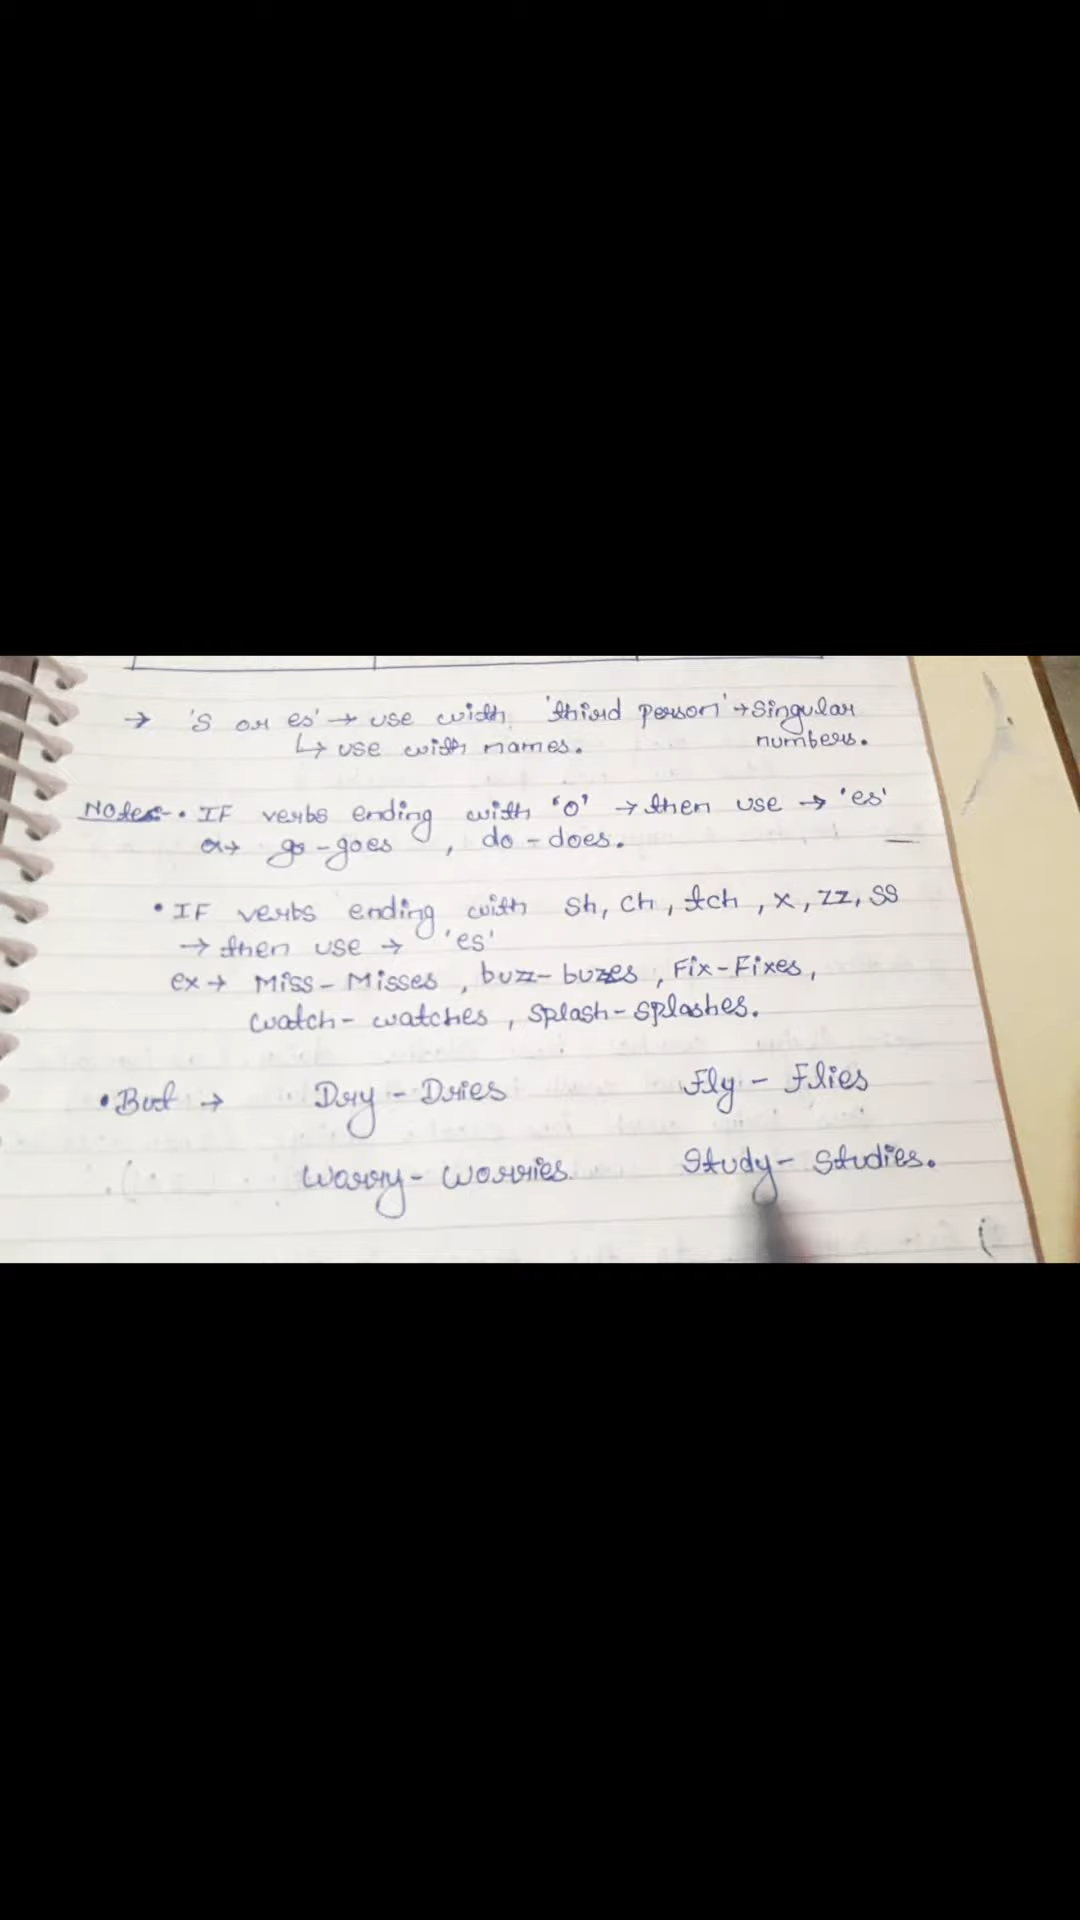 → 's or es' → use with 'third person' → singular numbers.
↳ use with names.
Notes- • IF verbs ending with 'o' → then use → 'es'
ex→ go - goes , do - does.
• IF verbs ending with sh, ch, tch , x, zz, ss
→ then use → 'es'
ex → Miss - Misses , buzz - buzzes , Fix - Fixes,
watch - watches , splash - splashes.
• But → Dry - Dries Fly - Flies
Worry - Worries. Study - Studies.